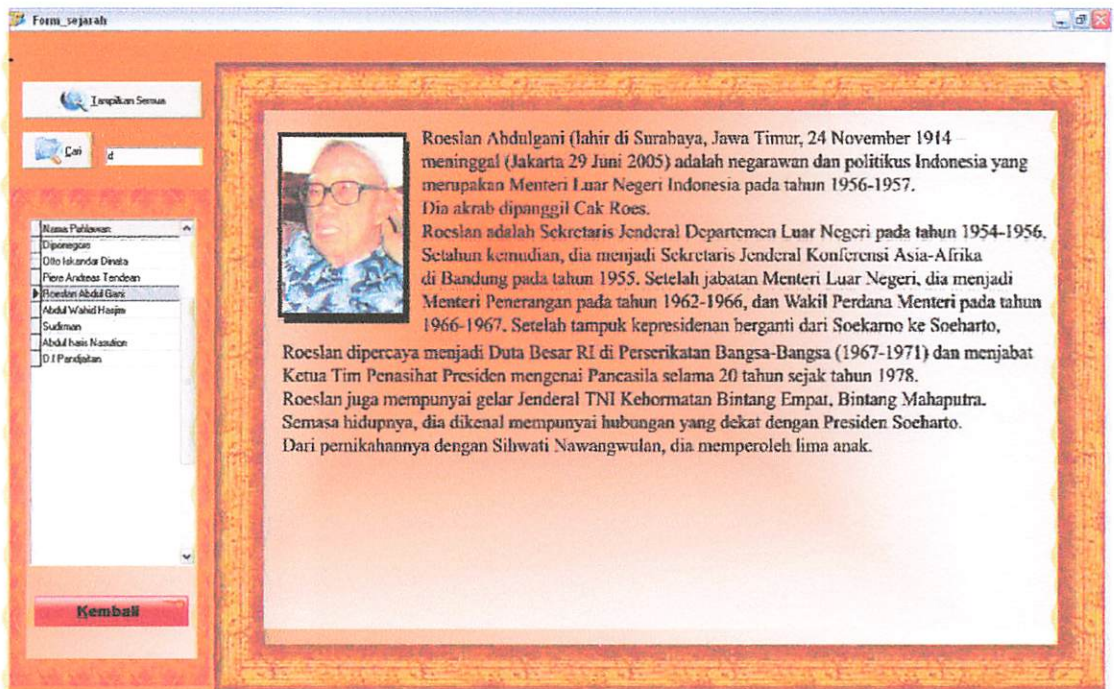 Form_sejarah
Tampilkan Semua
Cari
d
Nama Pahlawan
Diponegoro
Otto Iskandar Dinata
Piere Andreas Tendean
Roeslan Abdul Gani
Abdul Wahid Hasjim
Sudirman
Abdul haris Nasution
D.I Pandjaitan
Kembali
Roeslan Abdulgani (lahir di Surabaya, Jawa Timur, 24 November 1914 –
meninggal (Jakarta 29 Juni 2005) adalah negarawan dan politikus Indonesia yang
merupakan Menteri Luar Negeri Indonesia pada tahun 1956-1957.
Dia akrab dipanggil Cak Roes.
Roeslan adalah Sekretaris Jenderal Departemen Luar Negeri pada tahun 1954-1956.
Setahun kemudian, dia menjadi Sekretaris Jenderal Konferensi Asia-Afrika
di Bandung pada tahun 1955. Setelah jabatan Menteri Luar Negeri, dia menjadi
Menteri Penerangan pada tahun 1962-1966, dan Wakil Perdana Menteri pada tahun
1966-1967. Setelah tampuk kepresidenan berganti dari Soekarno ke Soeharto,
Roeslan dipercaya menjadi Duta Besar RI di Perserikatan Bangsa-Bangsa (1967-1971) dan menjabat
Ketua Tim Penasihat Presiden mengenai Pancasila selama 20 tahun sejak tahun 1978.
Roeslan juga mempunyai gelar Jenderal TNI Kehormatan Bintang Empat, Bintang Mahaputra.
Semasa hidupnya, dia dikenal mempunyai hubungan yang dekat dengan Presiden Soeharto.
Dari pernikahannya dengan Sihwati Nawangwulan, dia memperoleh lima anak.